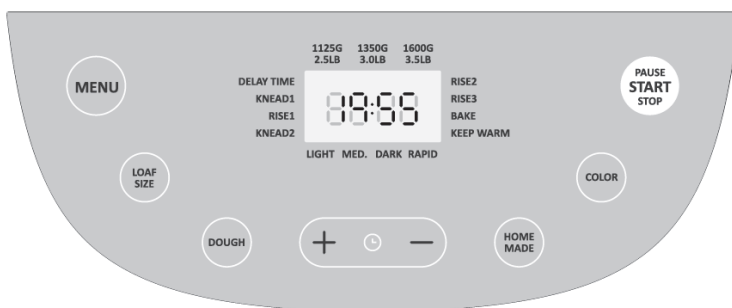 1125G 1350G 1600G
2.5LB 3.0LB 3.5LB
MENU
DELAY TIME
KNEAD1
RISE1
KNEAD2
19:55
RISE2
RISE3
BAKE
KEEP WARM
LIGHT MED. DARK RAPID
PAUSE
START
STOP
LOAF
SIZE
COLOR
DOUGH
+ −
HOME
MADE